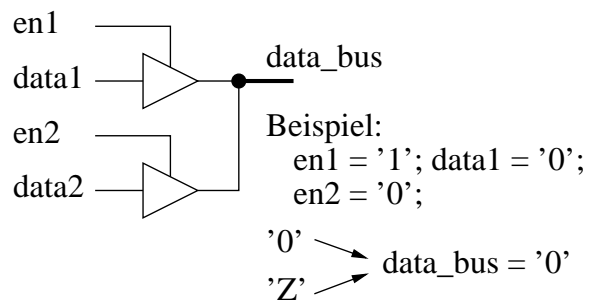 en1
data1
data_bus
en2
data2
Beispiel:
en1 = ’1’; data1 = ’0’;
en2 = ’0’;
’0’
’Z’
data_bus = ’0’